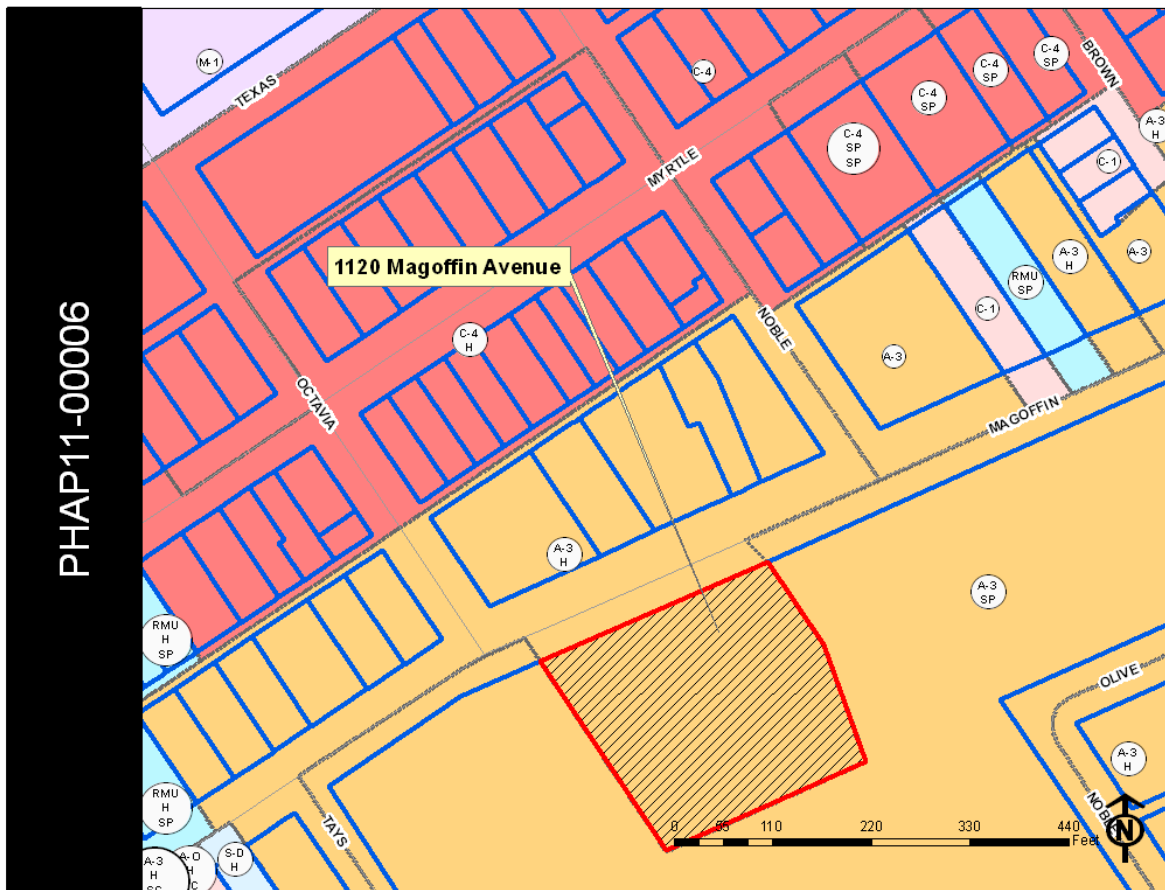 PHAP11-00006
M-1
TEXAS
C-4
C-4
SP
C-4
SP
C-4
SP
BROWN
C-4
SP
SP
A-3
H
C-1
MYRTLE
1120 Magoffin Avenue
C-4
H
OCTAVIA
NOBLE
A-3
C-1
RMU
SP
A-3
H
A-3
MAGOFFIN
A-3
H
A-3
SP
RMU
H
SP
OLIVE
A-3
H
NOBLE
RMU
H
SP
TAYS
S-D
H
A-O
H
A-3
H
SC
0 55 110 220 330 440
Feet
N